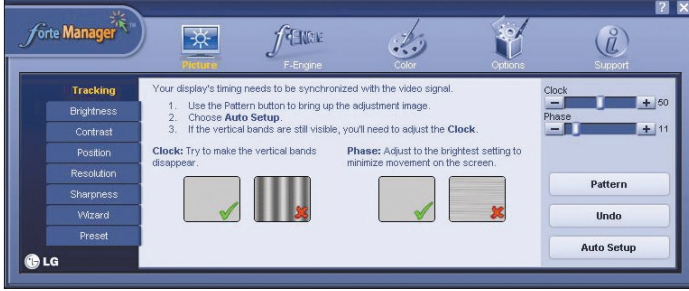 ? X
forte Manager™
Picture
F-ENGINE
F-Engine
Color
Options
Support
Tracking
Brightness
Contrast
Position
Resolution
Sharpness
Wizard
Preset
LG
Your display's timing needs to be synchronized with the video signal.
1. Use the Pattern button to bring up the adjustment image.
2. Choose Auto Setup.
3. If the vertical bands are still visible, you'll need to adjust the Clock.
Clock: Try to make the vertical bands
disappear.
Phase: Adjust to the brightest setting to
minimize movement on the screen.
Clock
- + 50
Phase
- + 11
Pattern
Undo
Auto Setup